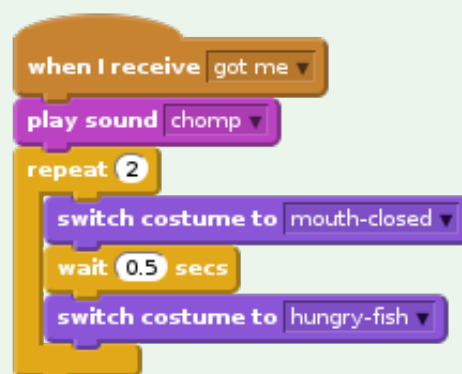 when I receive got me
play sound chomp
repeat 2
switch costume to mouth-closed
wait 0.5 secs
switch costume to hungry-fish